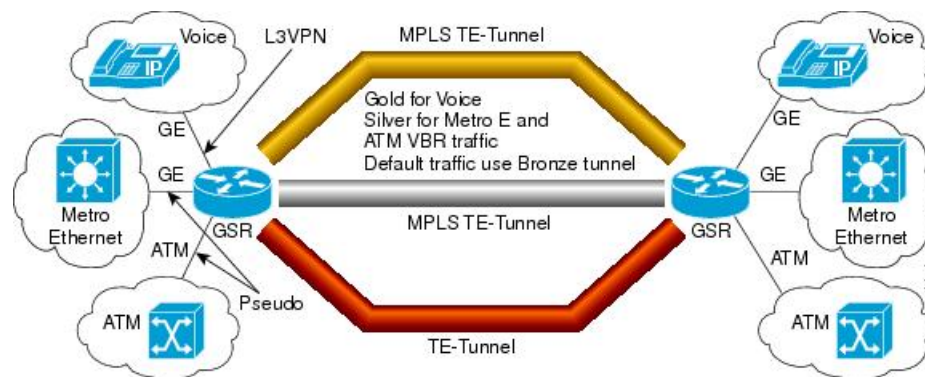 Voice
IP
L3VPN
MPLS TE-Tunnel
Voice
IP
GE
Gold for Voice
Silver for Metro E and
ATM VBR traffic
Default traffic use Bronze tunnel
GE
GE
GE
Metro
Ethernet
GSR
MPLS TE-Tunnel
GSR
Metro
Ethernet
ATM
ATM
Pseudo
ATM
TE-Tunnel
ATM